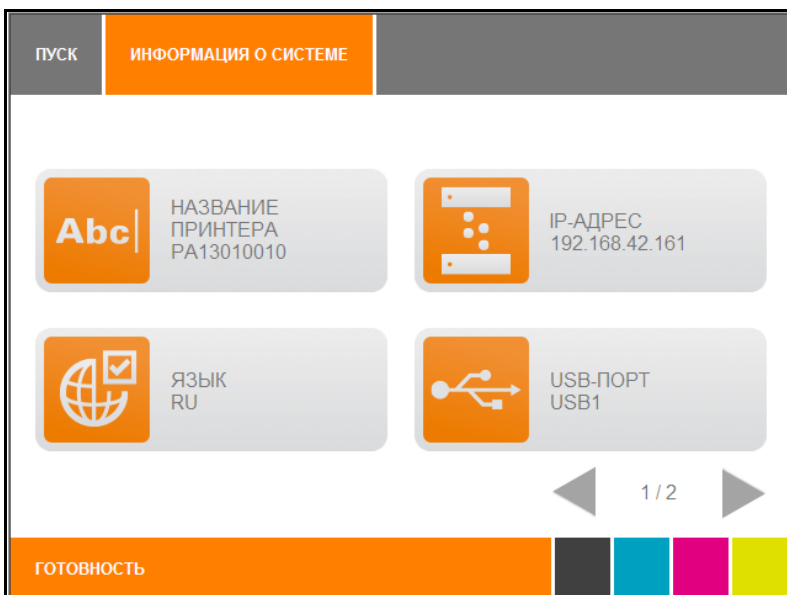 ПУСК
ИНФОРМАЦИЯ О СИСТЕМЕ
Abc
НАЗВАНИЕ
ПРИНТЕРА
PA13010010
IP-АДРЕС
192.168.42.161
ЯЗЫК
RU
USB-ПОРТ
USB1
1 / 2
ГОТОВНОСТЬ